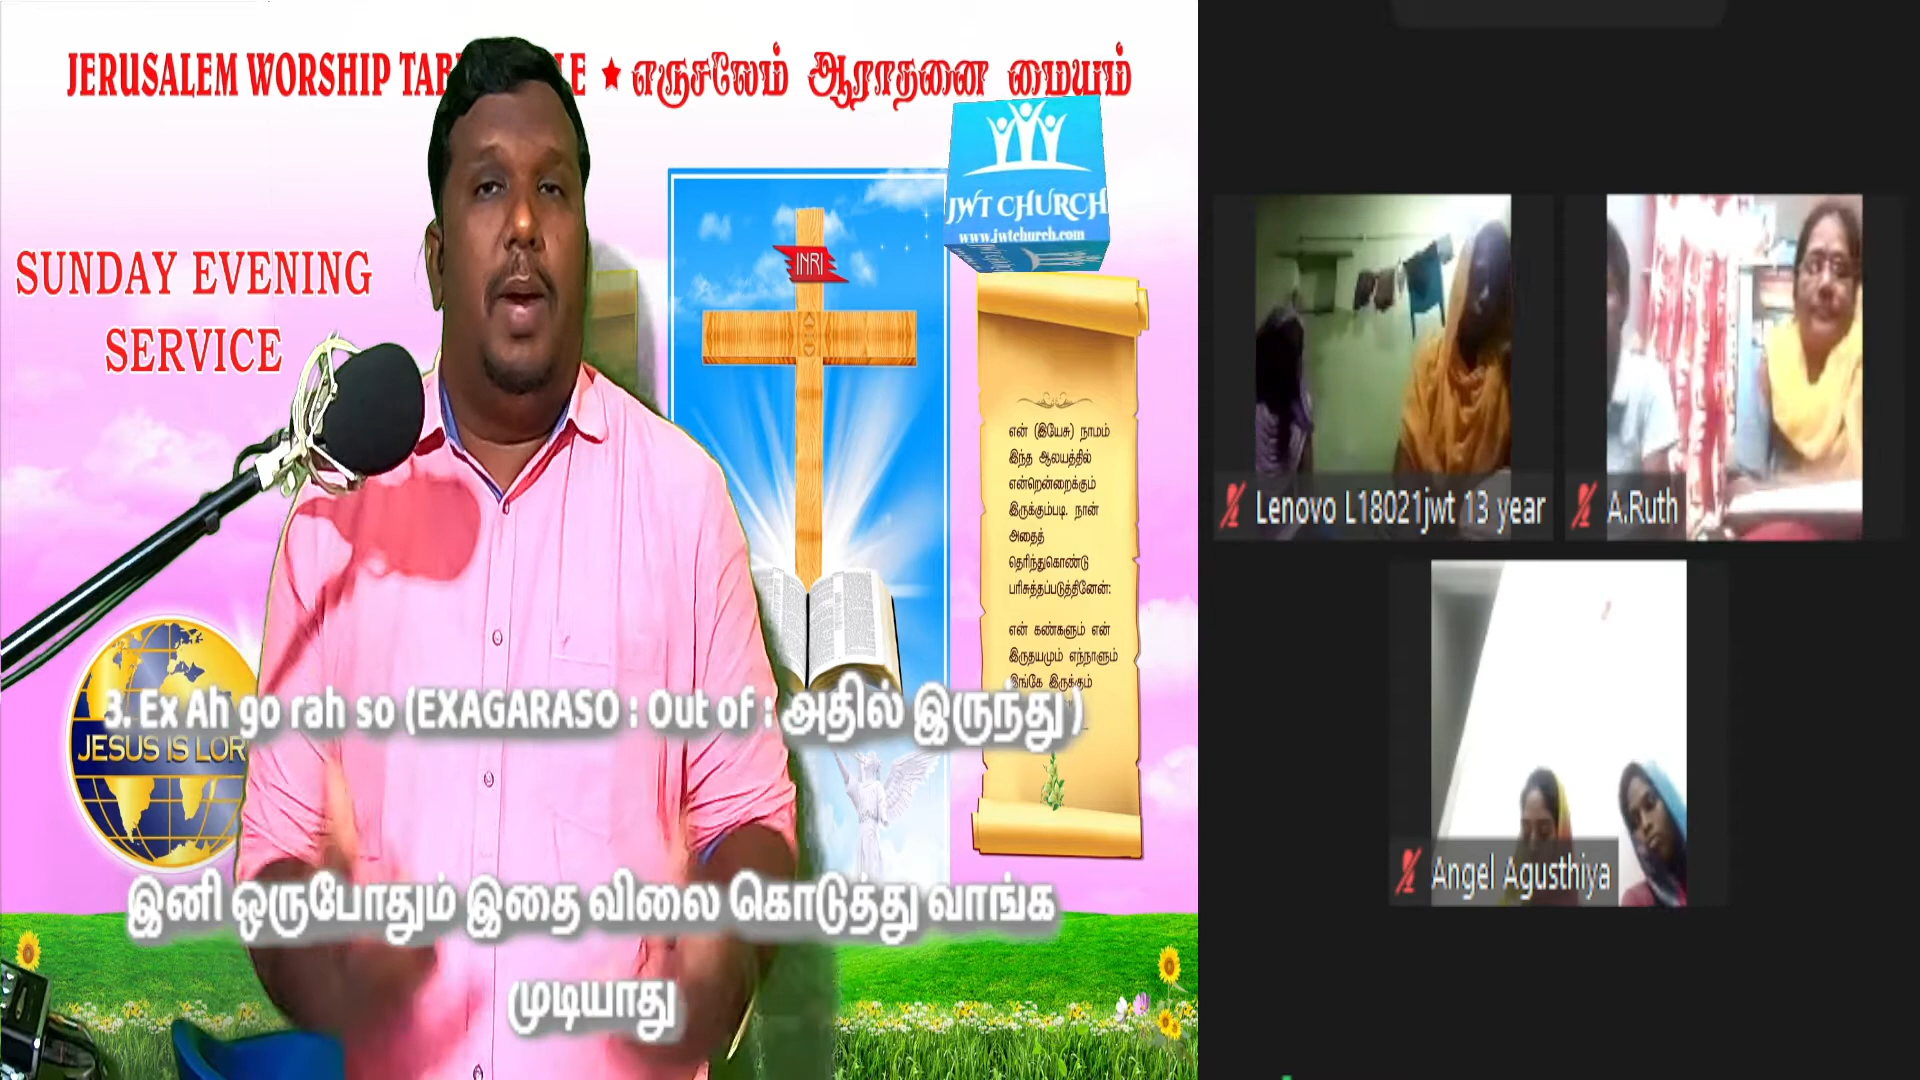 JERUSALEM WORSHIP TAB LE ★ எருசலேம் ஆராதனை மையம்
JWT CHURCH
www.jwtchurch.com
SUNDAY EVENING
SERVICE
INRI
என் (இயேசு) நாமம்
இந்த ஆலயத்தில்
என்றென்றைக்கும்
இருக்கும்படி நான்
அதைத்
தெரிந்துகொண்டு
பரிசுத்தப்படுத்தினேன்:
என் கண்களும் என்
இருதயமும் எந்நாளும்
இங்கே இருக்கும்
3. Ex Ah go rah so (EXAGARASO : Out of : அதில் இருந்து )
JESUS IS LOR
இனி ஒருபோதும் இதை விலை கொடுத்து வாங்க
முடியாது
Lenovo L18021jwt 13 year
A.Ruth
Angel Agusthiya